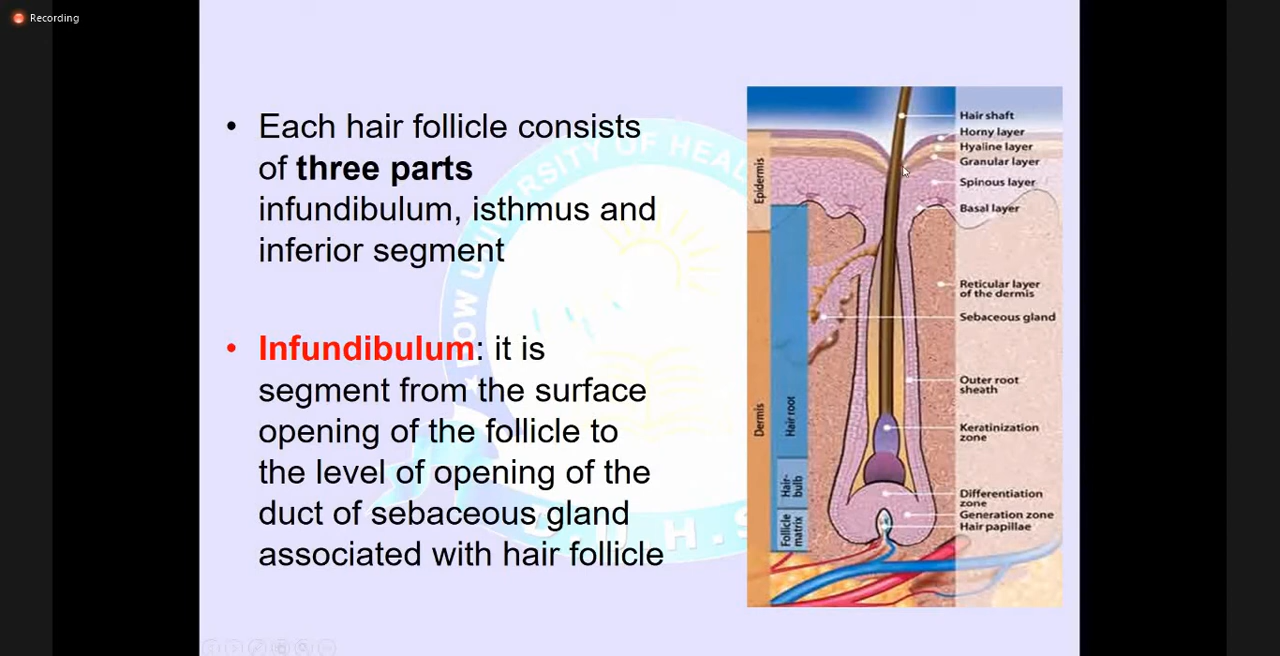 Recording
• Each hair follicle consists
of three parts
infundibulum, isthmus and
inferior segment
• Infundibulum: it is
segment from the surface
opening of the follicle to
the level of opening of the
duct of sebaceous gland
associated with hair follicle
Epidermis
Dermis
Hair root
Hair-
bulb
Follicle
matrix
Hair shaft
Horny layer
Hyaline layer
Granular layer
Spinous layer
Basal layer
Reticular layer
of the dermis
Sebaceous gland
Outer root
sheath
Keratinization
zone
Differentiation
zone
Generation zone
Hair papillae
DOW UNIVERSITY OF HEAL
D.U.H.S